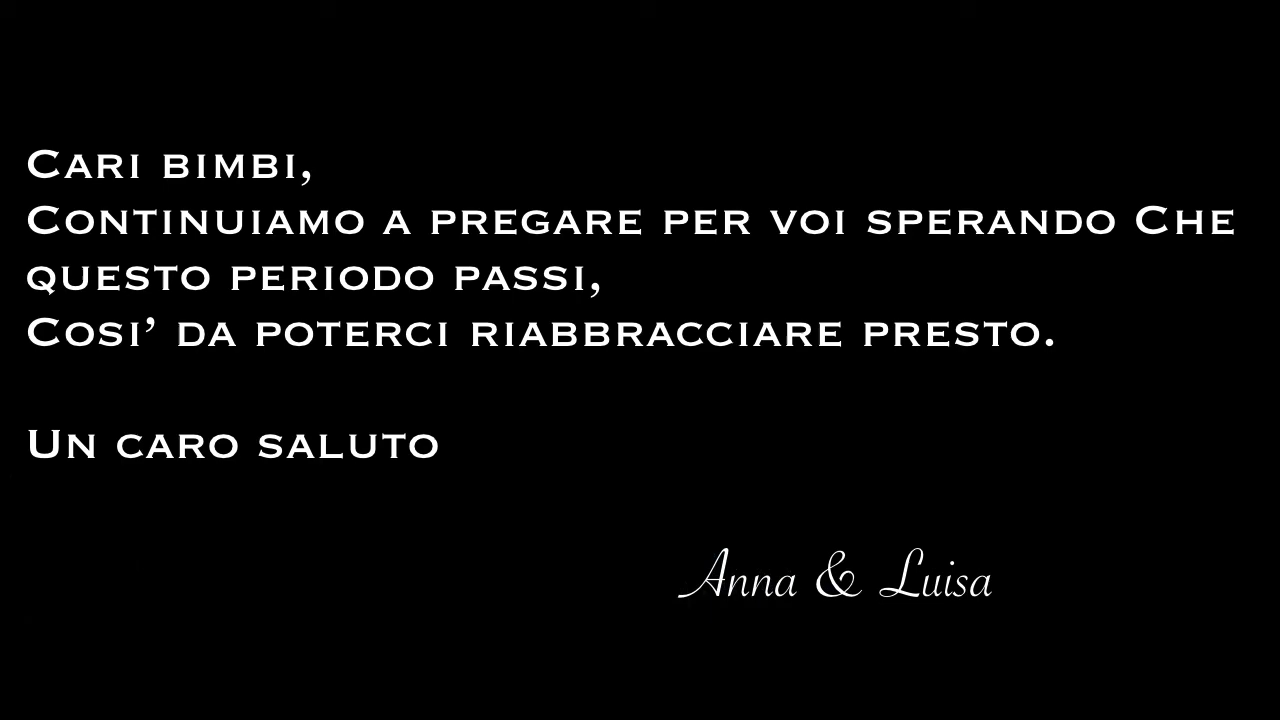 Cari bimbi,
Continuiamo a pregare per voi sperando Che
questo periodo passi,
Cosi’ da poterci riabbracciare presto.
Un caro saluto
Anna & Luisa